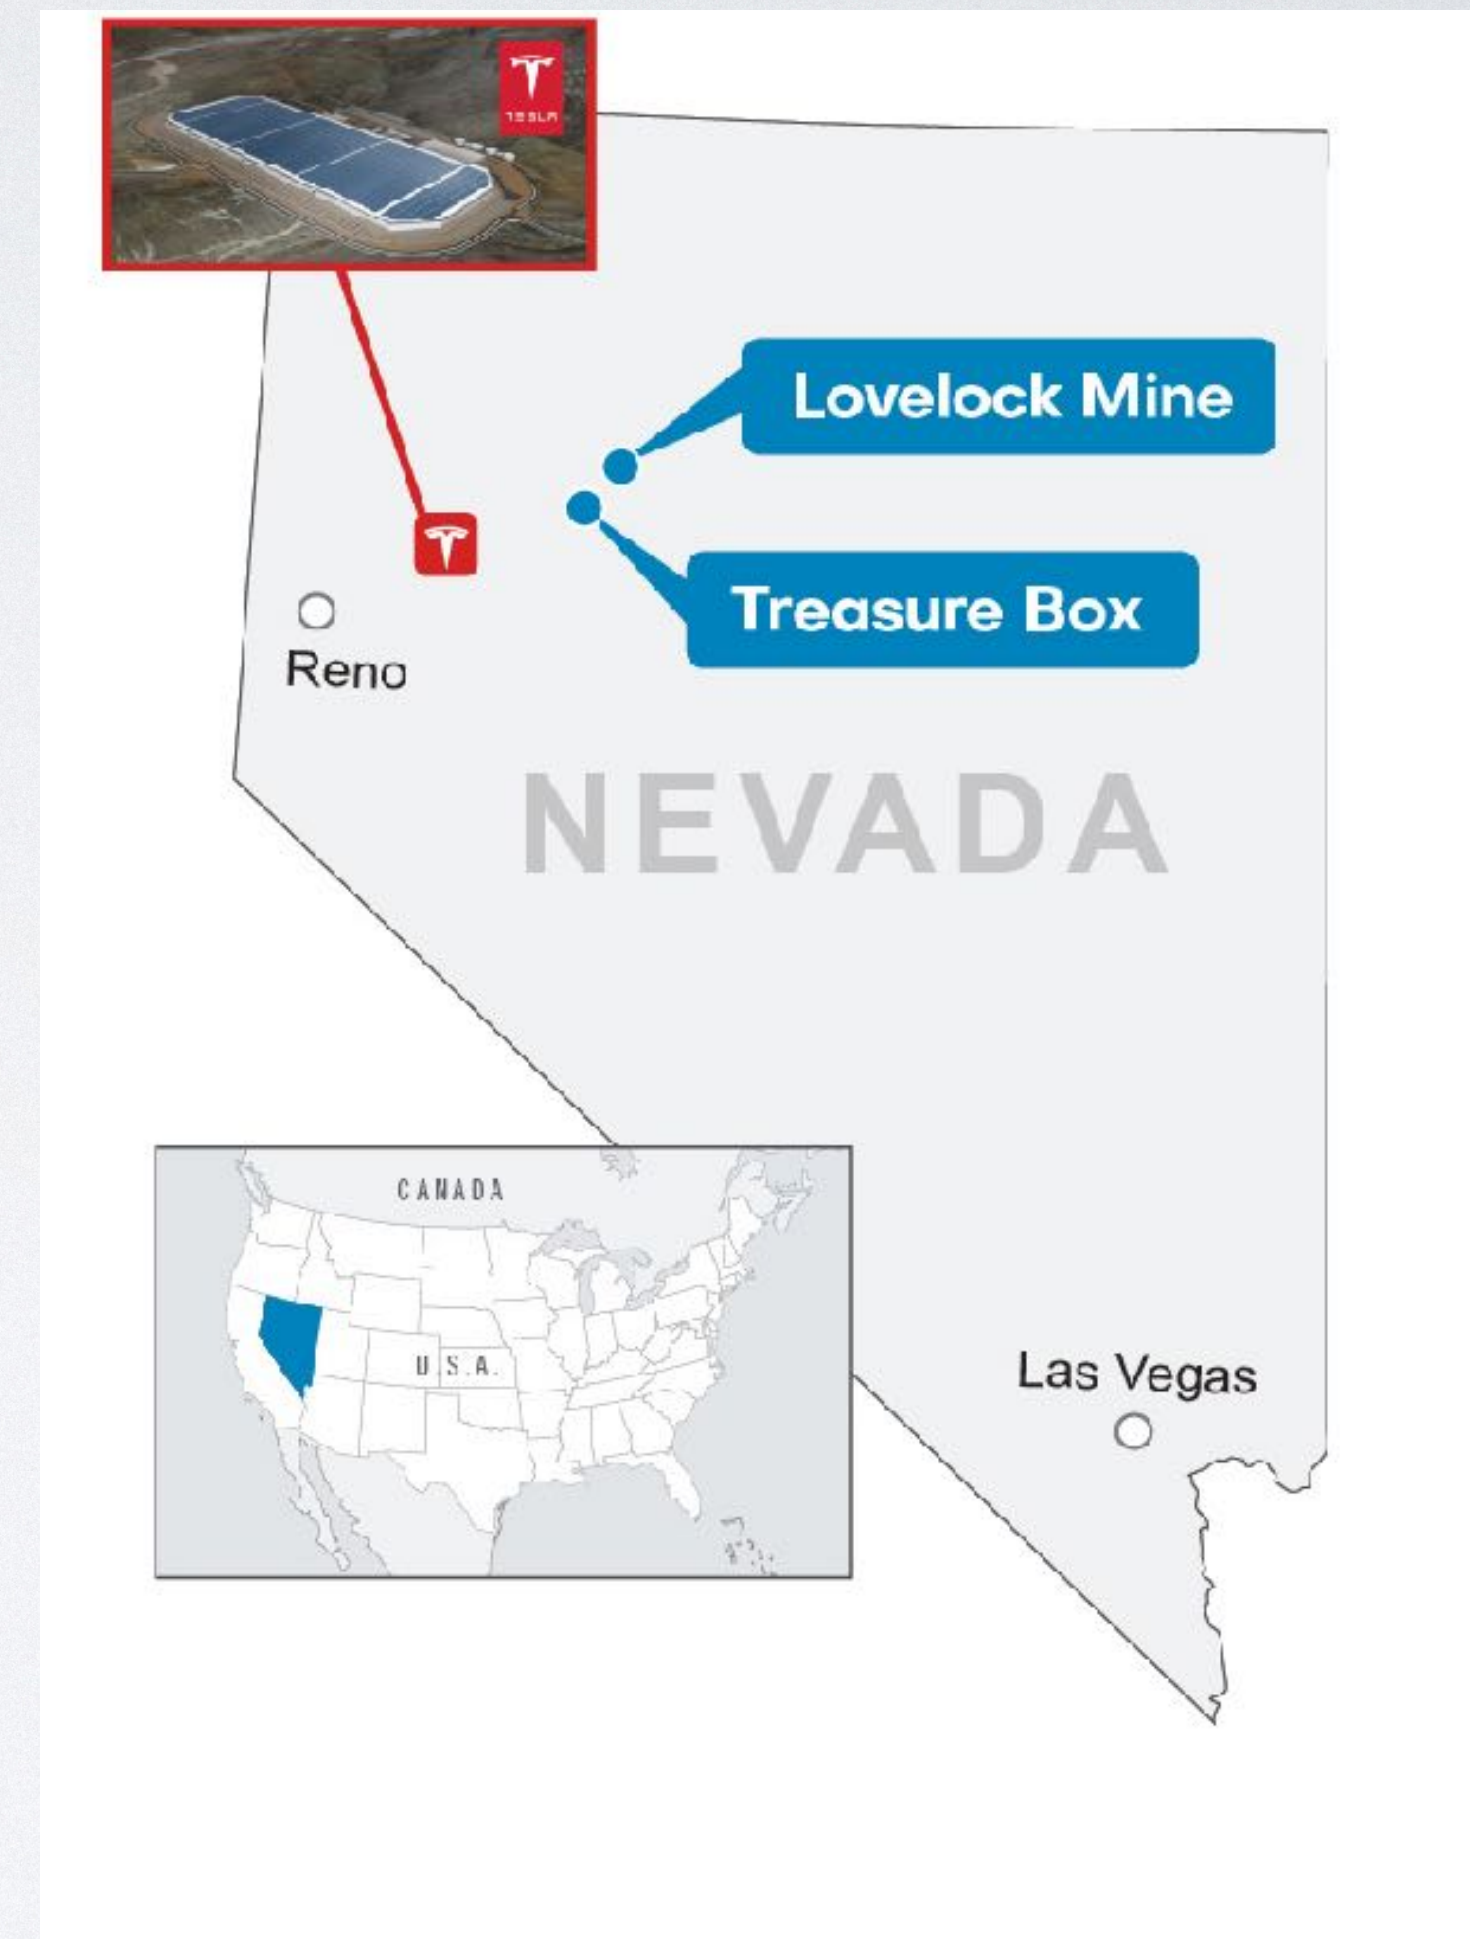 TESLA
Lovelock Mine
Treasure Box
Reno
NEVADA
CANADA
U.S.A.
Las Vegas